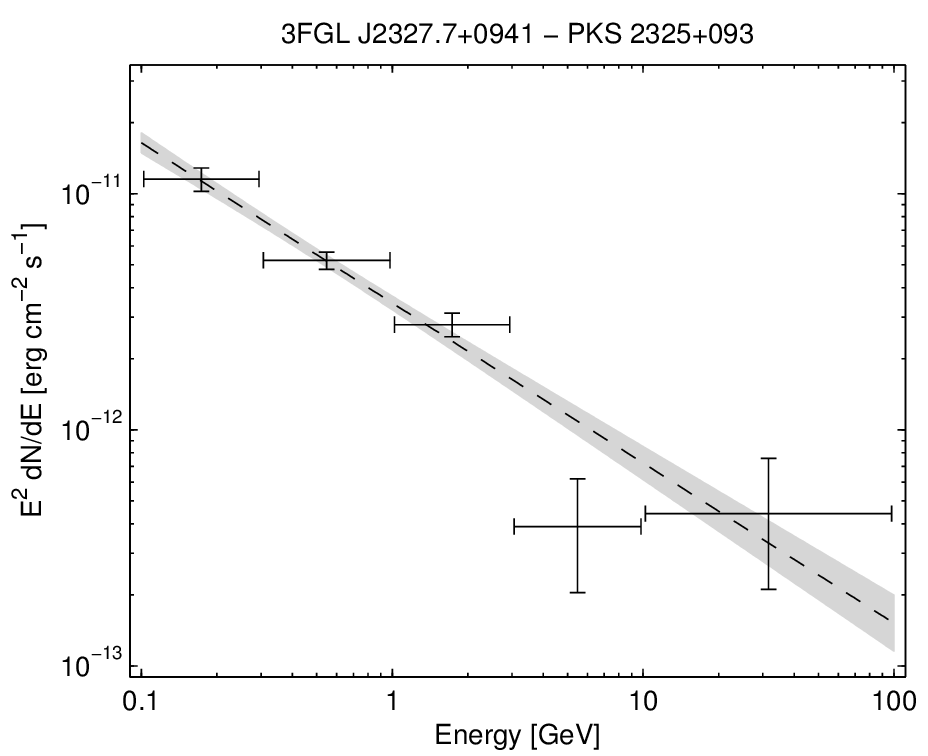 3FGL J2327.7+0941 − PKS 2325+093
E² dN/dE [erg cm⁻² s⁻¹]
10⁻¹¹
10⁻¹²
10⁻¹³
0.1 1 10 100
Energy [GeV]